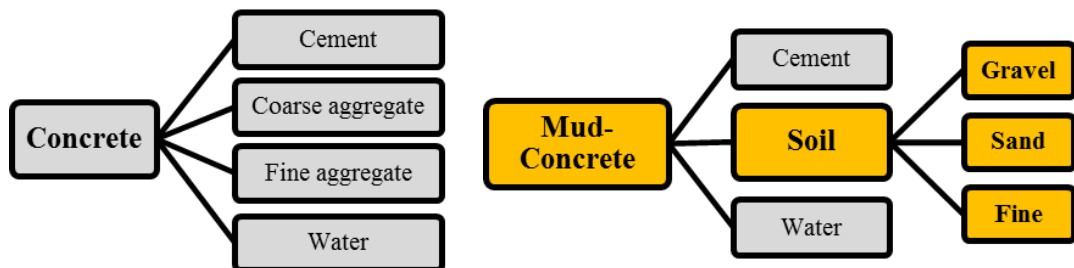 Concrete
Cement
Coarse aggregate
Fine aggregate
Water
Mud-
Concrete
Cement
Soil
Water
Gravel
Sand
Fine